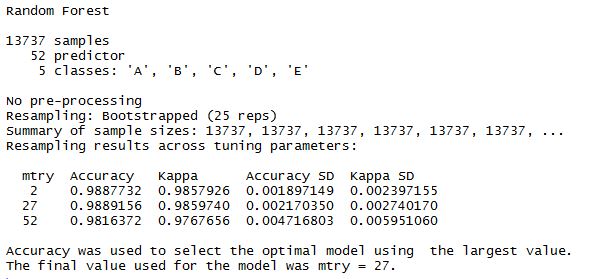 Random Forest
13737 samples
52 predictor
5 classes: 'A', 'B', 'C', 'D', 'E'
No pre-processing
Resampling: Bootstrapped (25 reps)
Summary of sample sizes: 13737, 13737, 13737, 13737, 13737, 13737, ...
Resampling results across tuning parameters:
mtry Accuracy Kappa Accuracy SD Kappa SD
2 0.9887732 0.9857926 0.001897149 0.002397155
27 0.9889156 0.9859740 0.002170350 0.002740170
52 0.9816372 0.9767656 0.004716803 0.005951060
Accuracy was used to select the optimal model using the largest value.
The final value used for the model was mtry = 27.